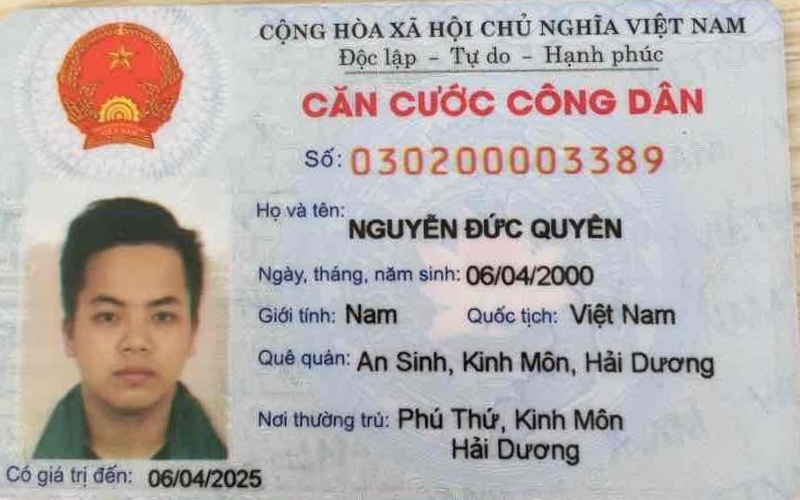 CỘNG HÒA XÃ HỘI CHỦ NGHĨA VIỆT NAM
Độc lập - Tự do - Hạnh phúc
CĂN CƯỚC CÔNG DÂN
Số: 030200003389
Họ và tên: NGUYỄN ĐỨC QUYÊN
Ngày, tháng, năm sinh: 06/04/2000
Giới tính: Nam Quốc tịch: Việt Nam
Quê quán: An Sinh, Kinh Môn, Hải Dương
Nơi thường trú: Phú Thứ, Kinh Môn
Hải Dương
Có giá trị đến: 06/04/2025